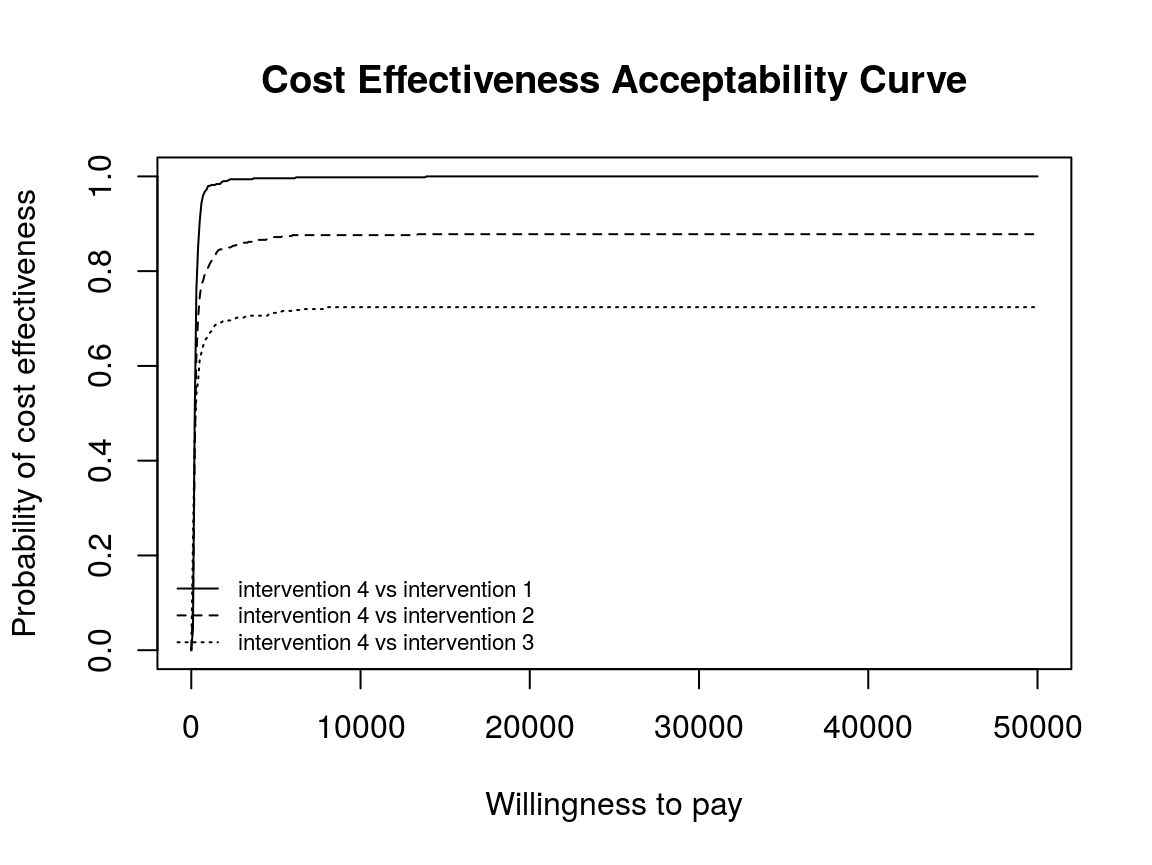 Cost Effectiveness Acceptability Curve
Probability of cost effectiveness
1.0
0.8
0.6
0.4
0.2
0.0
intervention 4 vs intervention 1
intervention 4 vs intervention 2
intervention 4 vs intervention 3
0 10000 20000 30000 40000 50000
Willingness to pay